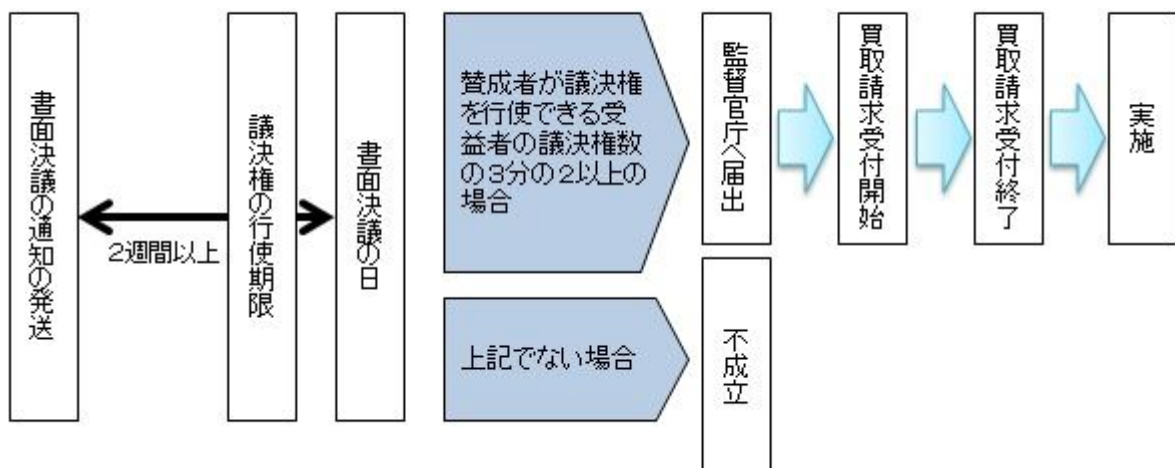 書面決議の通知の発送
2週間以上
議決権の行使期限
書面決議の日
賛成者が議決権
を行使できる受
益者の議決権数
の3分の2以上の
場合
監督官庁へ届出
買取請求受付開始
買取請求受付終了
実施
上記でない場合
不成立